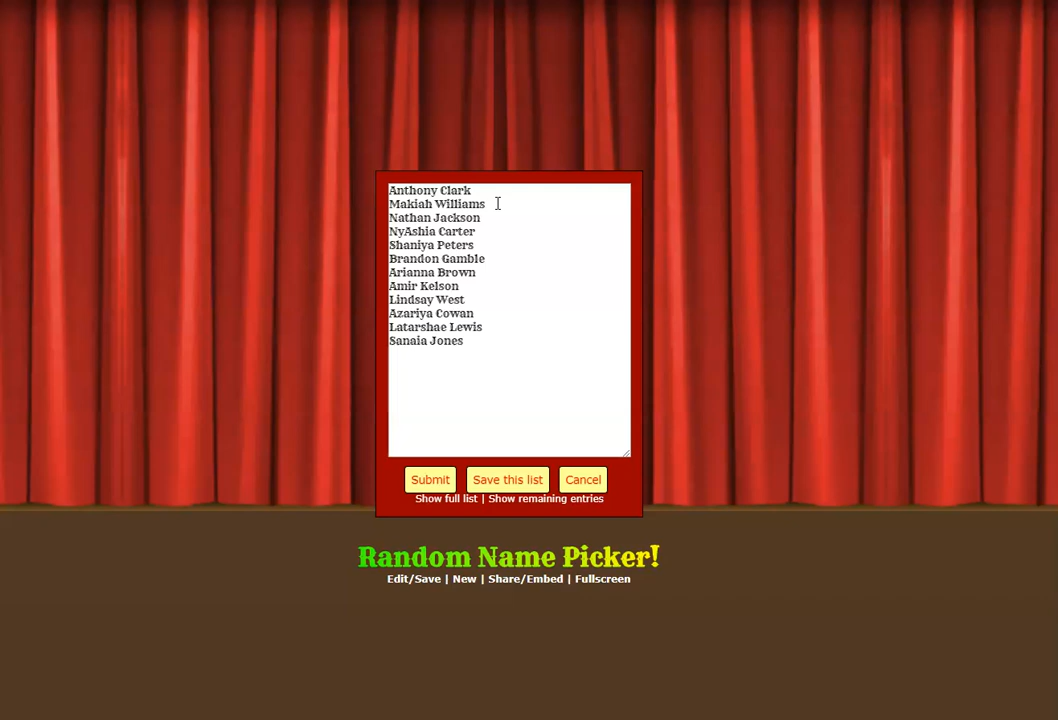 Anthony Clark
Makiah Williams
Nathan Jackson
NyAshia Carter
Shaniya Peters
Brandon Gamble
Arianna Brown
Amir Kelson
Lindsay West
Azariya Cowan
Latarshae Lewis
Sanaia Jones
Submit Save this list Cancel
Show full list | Show remaining entries
Random Name Picker!
Edit/Save | New | Share/Embed | Fullscreen